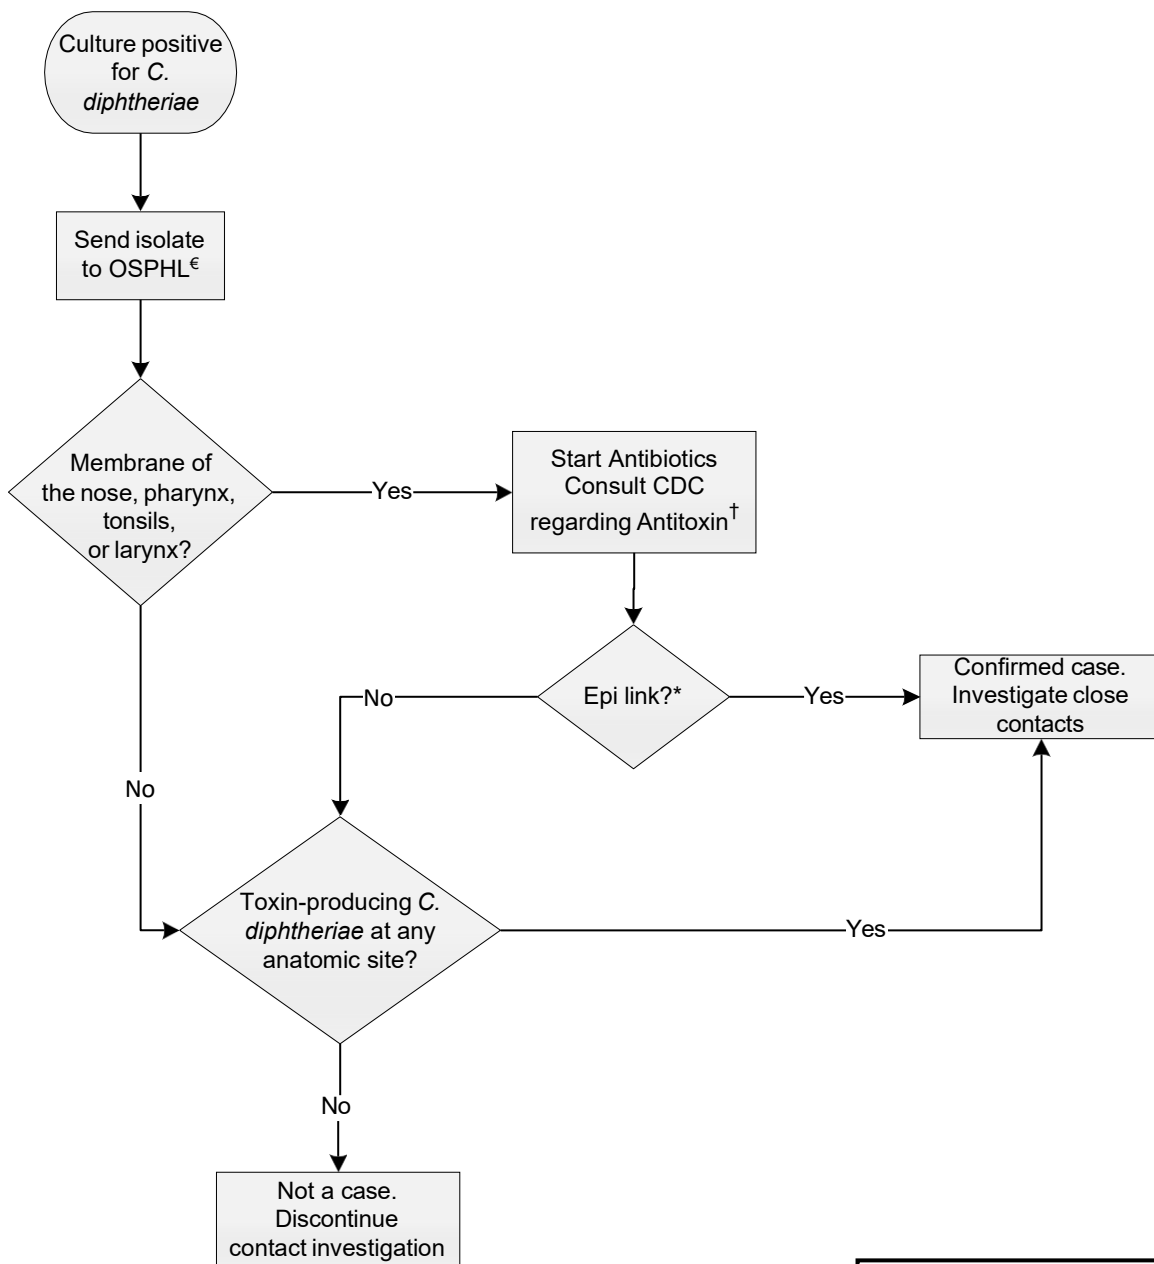 Culture positive
for C.
diphtheriae
Send isolate
to OSPHL€
Membrane of
the nose, pharynx,
tonsils,
or larynx?
Yes
Start Antibiotics
Consult CDC
regarding Antitoxin†
Epi link?*
No
Yes
Confirmed case.
Investigate close
contacts
No
Toxin-producing C.
diphtheriae at any
anatomic site?
Yes
No
Not a case.
Discontinue
contact investigation